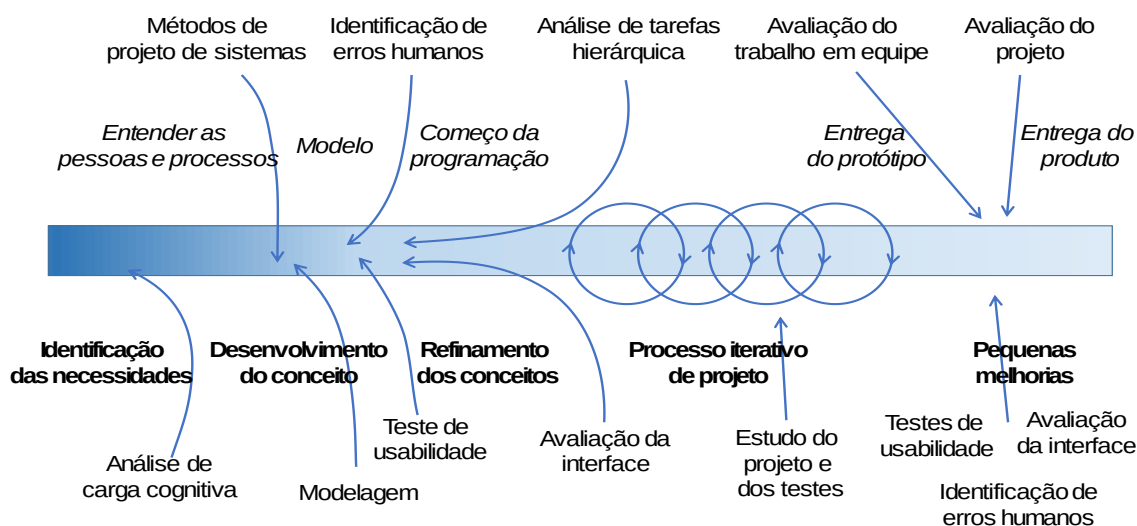 Métodos de
projeto de sistemas
Identificação de
erros humanos
Análise de tarefas
hierárquica
Avaliação do
trabalho em equipe
Avaliação do
projeto
Entender as
pessoas e processos
Modelo
Começo da
programação
Entrega
do protótipo
Entrega do
produto
Identificação
das necessidades
Desenvolvimento
do conceito
Refinamento
dos conceitos
Processo iterativo
de projeto
Pequenas
melhorias
Análise de
carga cognitiva
Modelagem
Teste de
usabilidade
Avaliação da
interface
Estudo do
projeto e
dos testes
Testes de
usabilidade
Avaliação
da interface
Identificação de
erros humanos